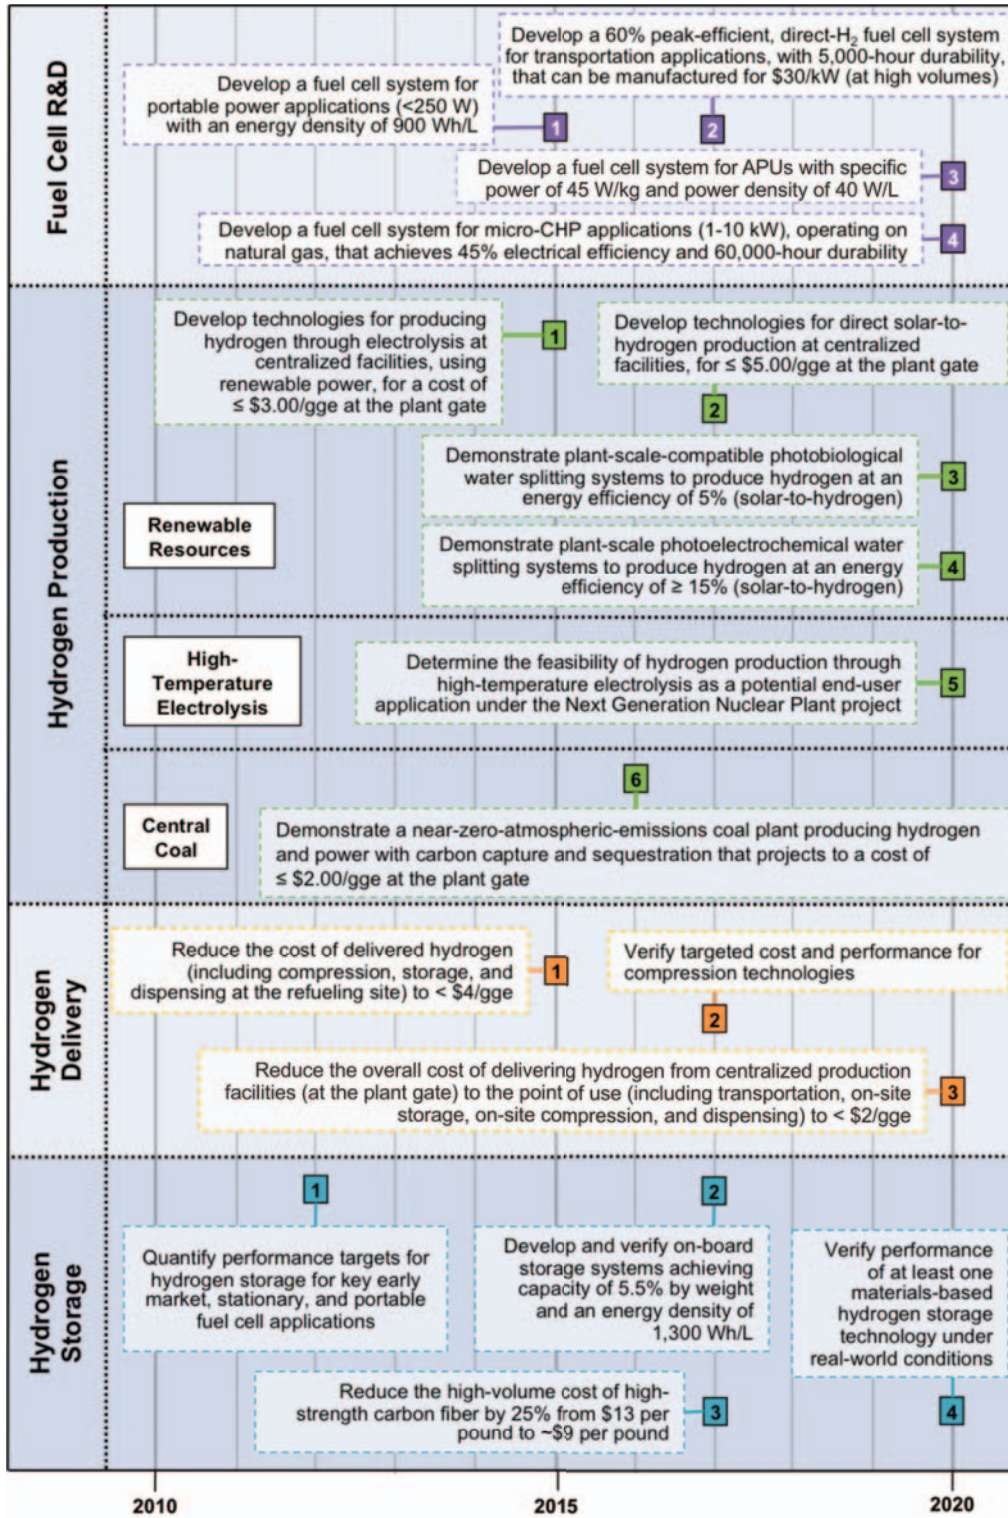 Fuel Cell R&D
Develop a fuel cell system for
portable power applications (<250 W)
with an energy density of 900 Wh/L
1
Develop a 60% peak-efficient, direct-H₂ fuel cell system
for transportation applications, with 5,000-hour durability,
that can be manufactured for $30/kW (at high volumes)
2
Develop a fuel cell system for APUs with specific
power of 45 W/kg and power density of 40 W/L
3
Develop a fuel cell system for micro-CHP applications (1-10 kW), operating on
natural gas, that achieves 45% electrical efficiency and 60,000-hour durability
4
Hydrogen Production
Develop technologies for producing
hydrogen through electrolysis at
centralized facilities, using
renewable power, for a cost of
≤ $3.00/gge at the plant gate
1
Develop technologies for direct solar-to-
hydrogen production at centralized
facilities, for ≤ $5.00/gge at the plant gate
2
Demonstrate plant-scale-compatible photobiological
water splitting systems to produce hydrogen at an
energy efficiency of 5% (solar-to-hydrogen)
3
Renewable
Resources
Demonstrate plant-scale photoelectrochemical water
splitting systems to produce hydrogen at an energy
efficiency of ≥ 15% (solar-to-hydrogen)
4
High-
Temperature
Electrolysis
Determine the feasibility of hydrogen production through
high-temperature electrolysis as a potential end-user
application under the Next Generation Nuclear Plant project
5
Central
Coal
6
Demonstrate a near-zero-atmospheric-emissions coal plant producing hydrogen
and power with carbon capture and sequestration that projects to a cost of
≤ $2.00/gge at the plant gate
Hydrogen
Delivery
Reduce the cost of delivered hydrogen
(including compression, storage, and
dispensing at the refueling site) to < $4/gge
1
Verify targeted cost and performance for
compression technologies
2
Reduce the overall cost of delivering hydrogen from centralized production
facilities (at the plant gate) to the point of use (including transportation, on-site
storage, on-site compression, and dispensing) to < $2/gge
3
Hydrogen
Storage
1
Quantify performance targets for
hydrogen storage for key early
market, stationary, and portable
fuel cell applications
2
Develop and verify on-board
storage systems achieving
capacity of 5.5% by weight
and an energy density of
1,300 Wh/L
Verify performance
of at least one
materials-based
hydrogen storage
technology under
real-world conditions
4
Reduce the high-volume cost of high-
strength carbon fiber by 25% from $13 per
pound to ~$9 per pound
3
2010
2015
2020